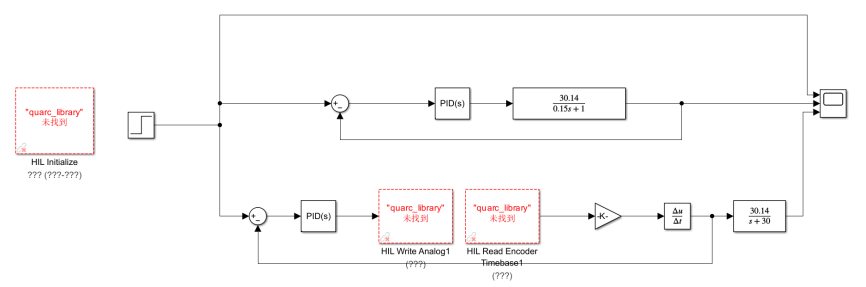 "quarc_library"
未找到
HIL Initialize
??? (???-???)
+
-
PID(s)
30.14
0.15s + 1
+
-
PID(s)
"quarc_library"
未找到
HIL Write Analog1
(???)
"quarc_library"
未找到
HIL Read Encoder
Timebase1
(???)
-K-
Δu
Δt
30.14
s + 30